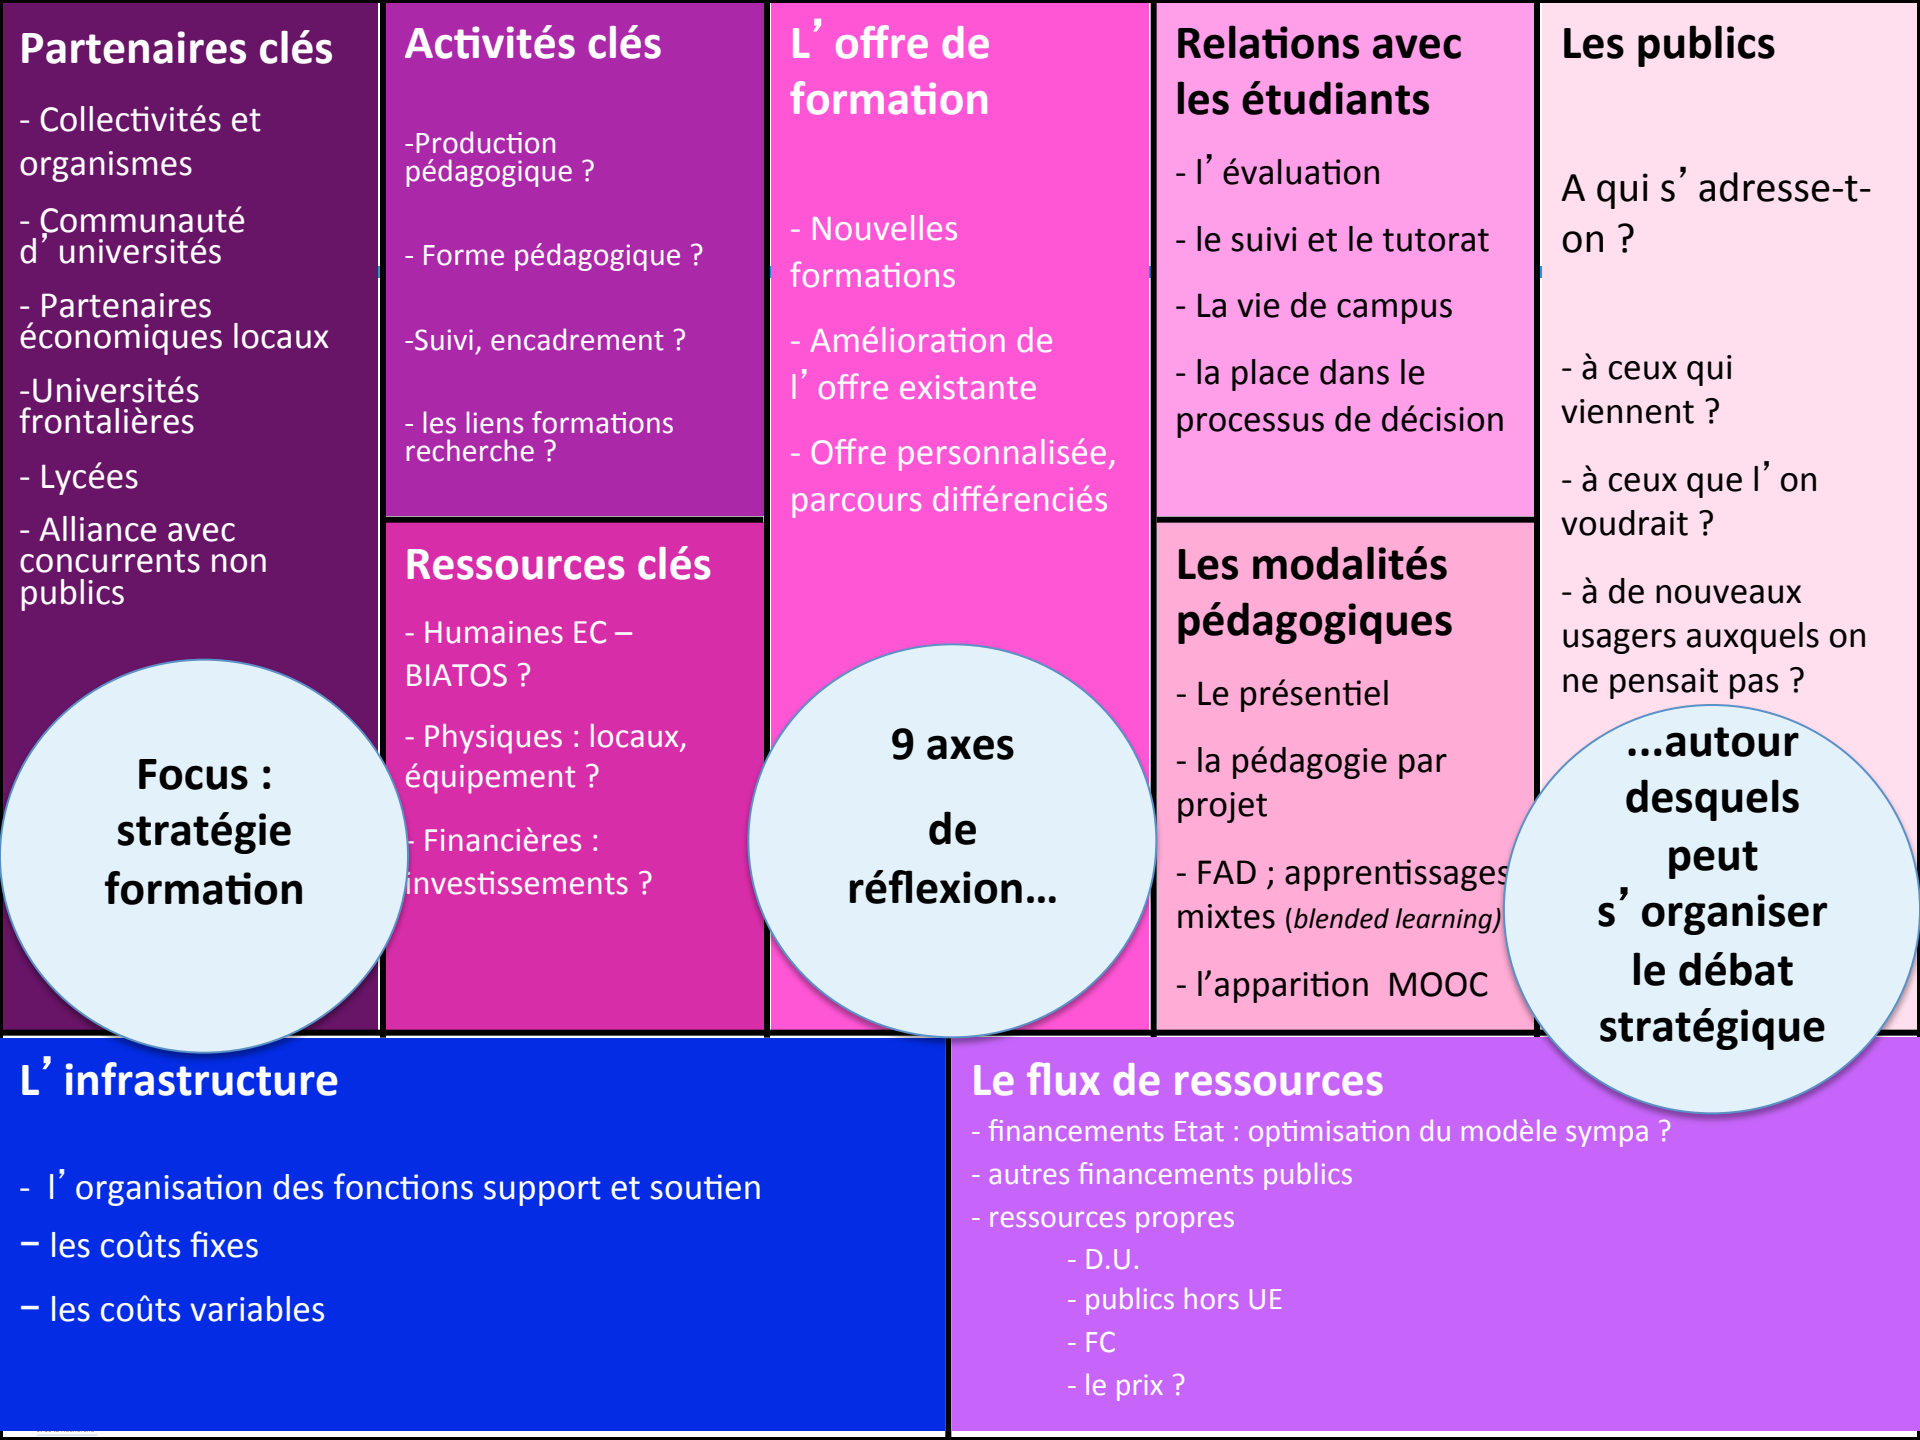 Partenaires clés
- Collectivités et
organismes
- Communauté
d’ universités
- Partenaires
économiques locaux
-Universités
frontalières
- Lycées
- Alliance avec
concurrents non
publics
Activités clés
-Production
pédagogique ?
- Forme pédagogique ?
-Suivi, encadrement ?
- les liens formations
recherche ?
Ressources clés
- Humaines EC –
BIATOS ?
- Physiques : locaux,
équipement ?
- Financières :
investissements ?
L’ offre de
formation
- Nouvelles
formations
- Amélioration de
l’ offre existante
- Offre personnalisée,
parcours différenciés
Relations avec
les étudiants
- l’ évaluation
- le suivi et le tutorat
- La vie de campus
- la place dans le
processus de décision
Les modalités
pédagogiques
- Le présentiel
- la pédagogie par
projet
- FAD ; apprentissages
mixtes (blended learning)
- l’apparition MOOC
Les publics
A qui s’ adresse-t-
on ?
- à ceux qui
viennent ?
- à ceux que l’ on
voudrait ?
- à de nouveaux
usagers auxquels on
ne pensait pas ?
Focus :
stratégie
formation
9 axes
de
réflexion...
...autour
desquels
peut
s’ organiser
le débat
stratégique
L’ infrastructure
- l’ organisation des fonctions support et soutien
– les coûts fixes
– les coûts variables
Le flux de ressources
- financements Etat : optimisation du modèle sympa ?
- autres financements publics
- ressources propres
- D.U.
- publics hors UE
- FC
- le prix ?